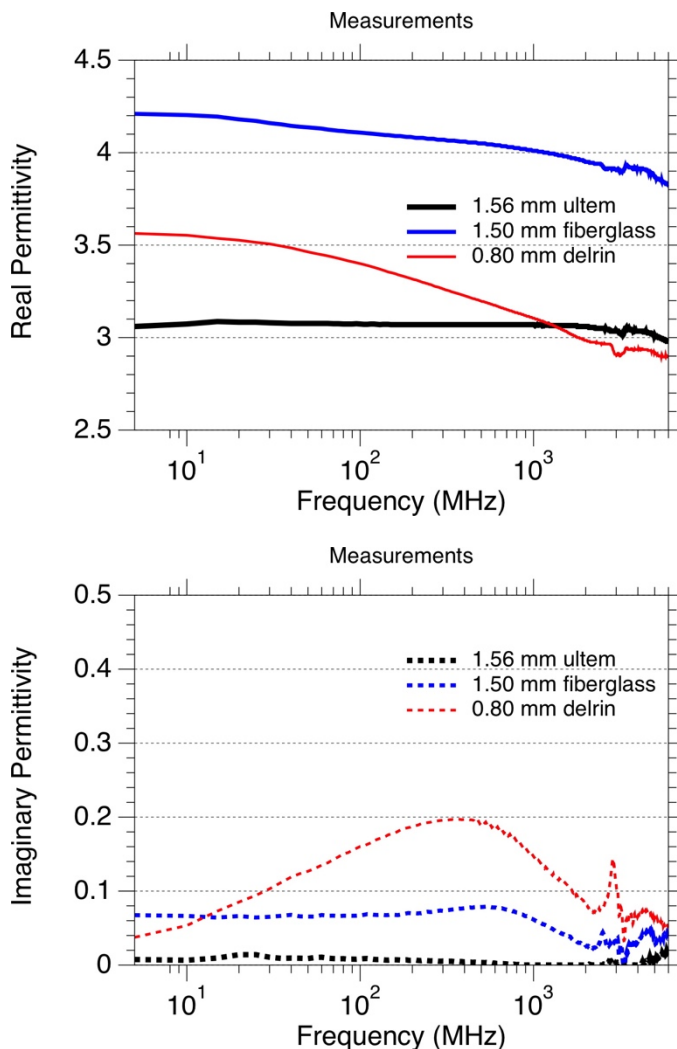 Measurements
4.5
4
3.5
3
2.5
Real Permittivity
1.56 mm ultem
1.50 mm fiberglass
0.80 mm delrin
10¹ 10² 10³
Frequency (MHz)
Measurements
0.5
0.4
0.3
0.2
0.1
0
Imaginary Permittivity
1.56 mm ultem
1.50 mm fiberglass
0.80 mm delrin
10¹ 10² 10³
Frequency (MHz)